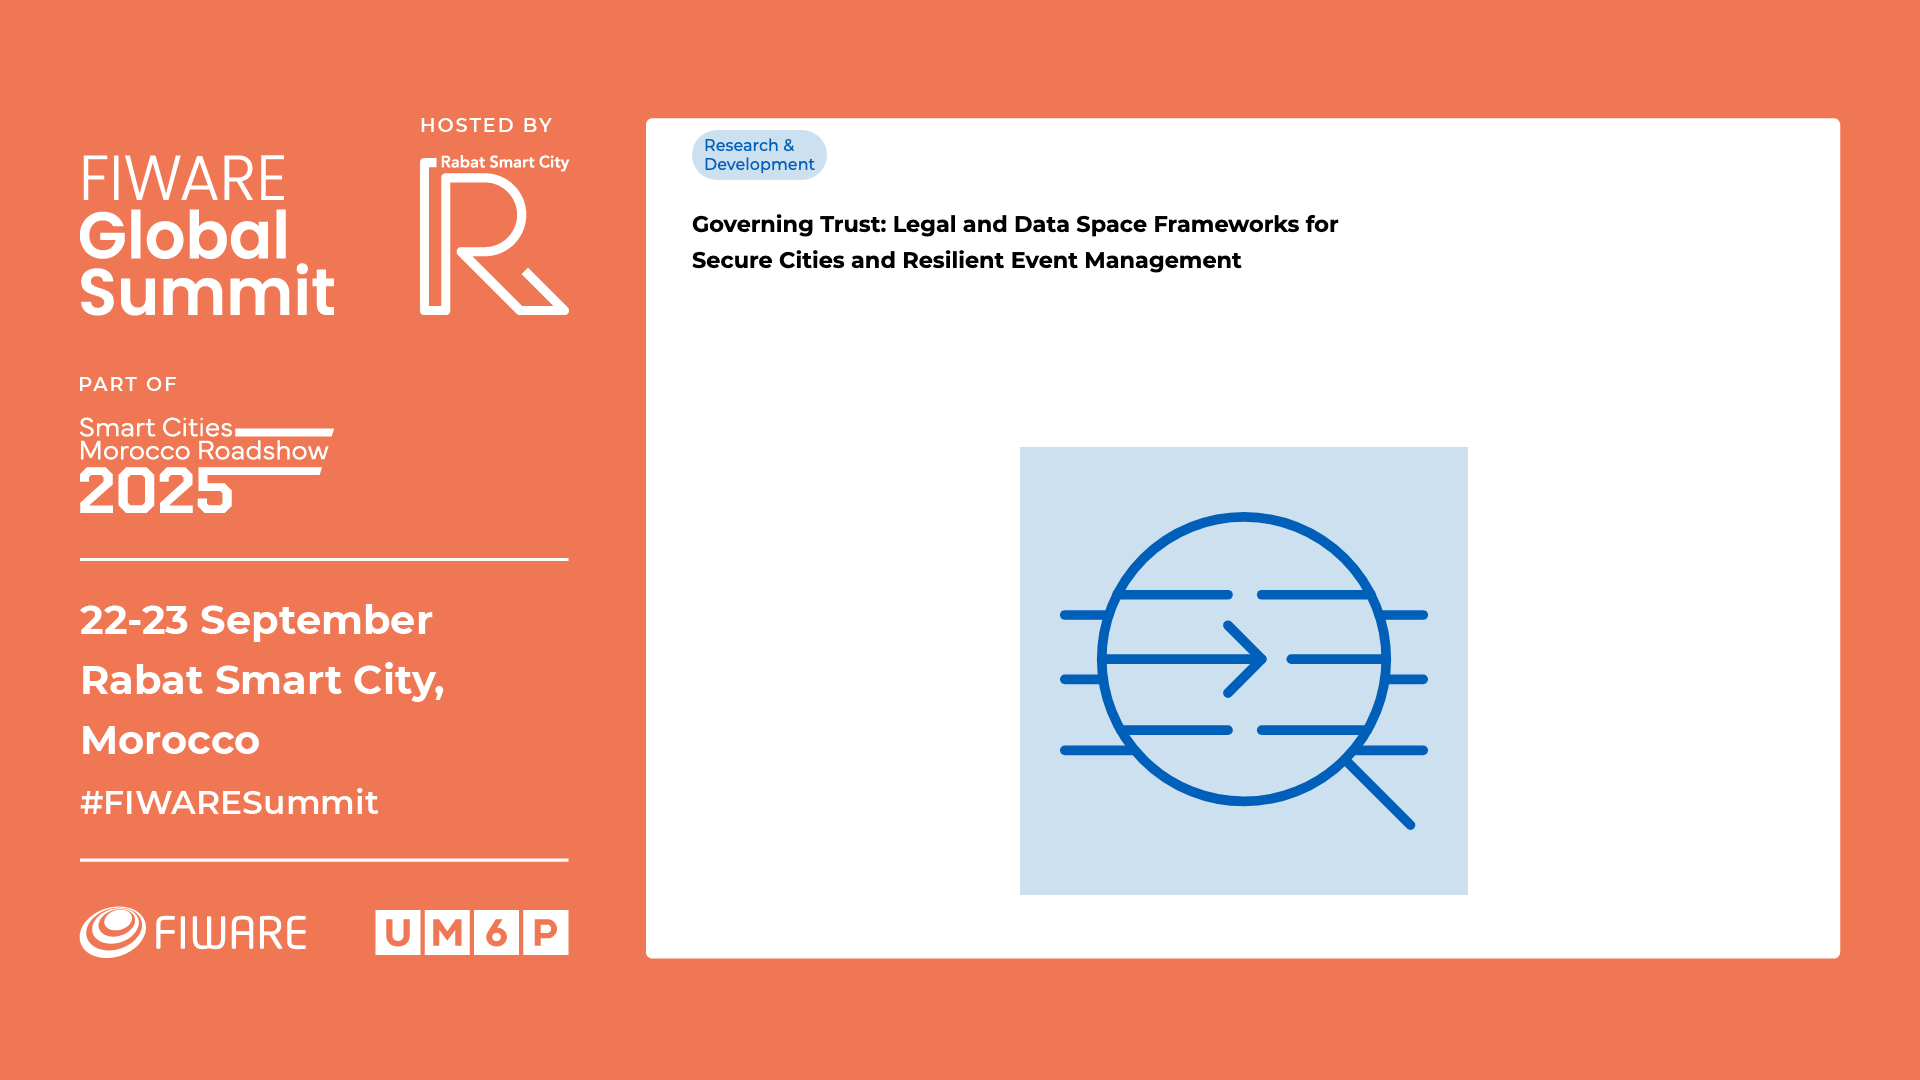 FIWARE
Global
Summit
HOSTED BY
Rabat Smart City
R
PART OF
Smart Cities
Morocco Roadshow
2025
22-23 September
Rabat Smart City,
Morocco
#FIWARESummit
FIWARE
UM6P
Research &
Development
Governing Trust: Legal and Data Space Frameworks for
Secure Cities and Resilient Event Management